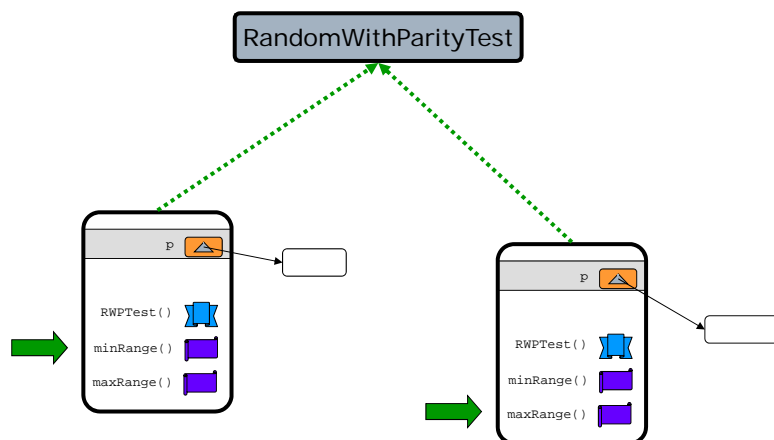 RandomWithParityTest
p
RWPTest()
minRange()
maxRange()
p
RWPTest()
minRange()
maxRange()